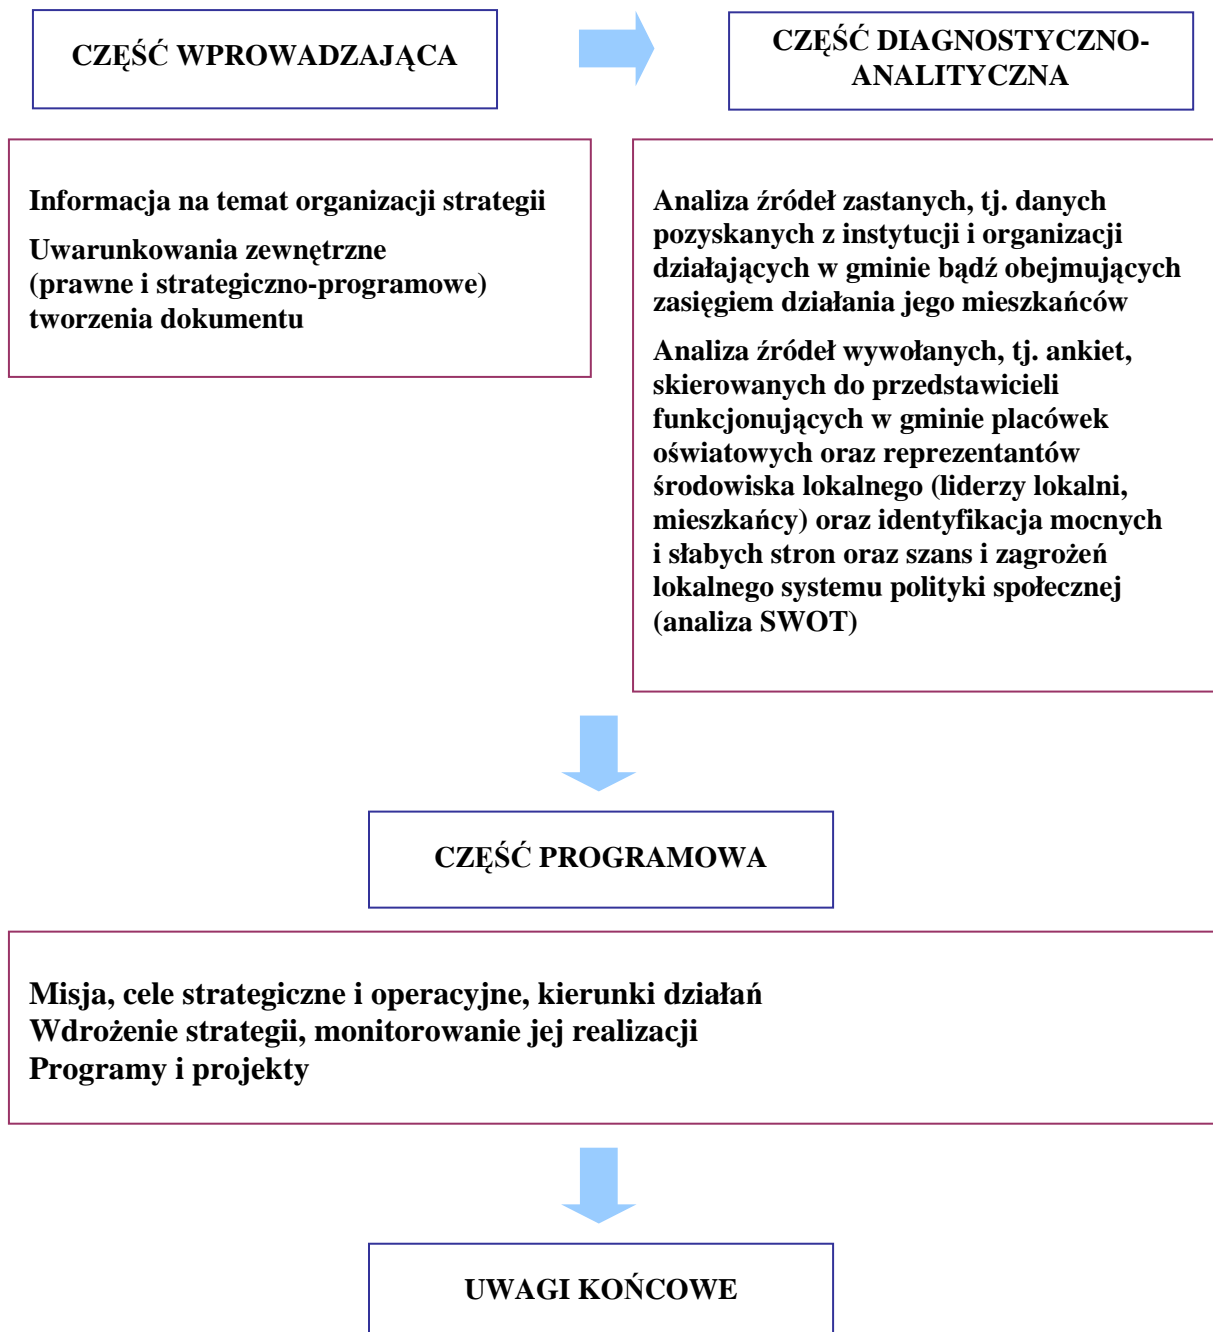 CZĘŚĆ WPROWADZAJĄCA
CZĘŚĆ DIAGNOSTYCZNO-
ANALITYCZNA
Informacja na temat organizacji strategii
Uwarunkowania zewnętrzne
(prawne i strategiczno-programowe)
tworzenia dokumentu
Analiza źródeł zastanych, tj. danych
pozyskanych z instytucji i organizacji
działających w gminie bądź obejmujących
zasięgiem działania jego mieszkańców
Analiza źródeł wywołanych, tj. ankiet,
skierowanych do przedstawicieli
funkcjonujących w gminie placówek
oświatowych oraz reprezentantów
środowiska lokalnego (liderzy lokalni,
mieszkańcy) oraz identyfikacja mocnych
i słabych stron oraz szans i zagrożeń
lokalnego systemu polityki społecznej
(analiza SWOT)
CZĘŚĆ PROGRAMOWA
Misja, cele strategiczne i operacyjne, kierunki działań
Wdrożenie strategii, monitorowanie jej realizacji
Programy i projekty
UWAGI KOŃCOWE